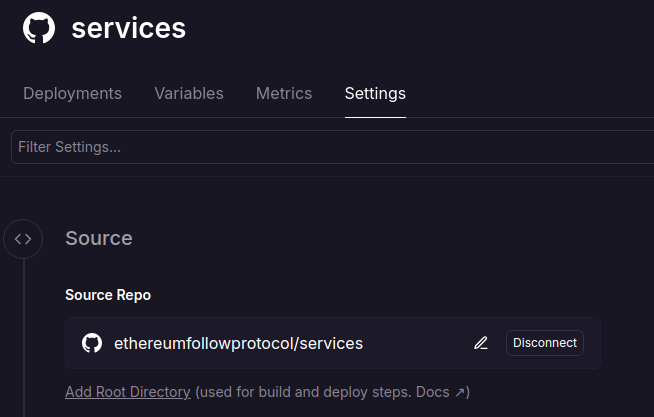 services
Deployments Variables Metrics Settings
Filter Settings...
Source
Source Repo
ethereumfollowprotocol/services Disconnect
Add Root Directory (used for build and deploy steps. Docs ↗)